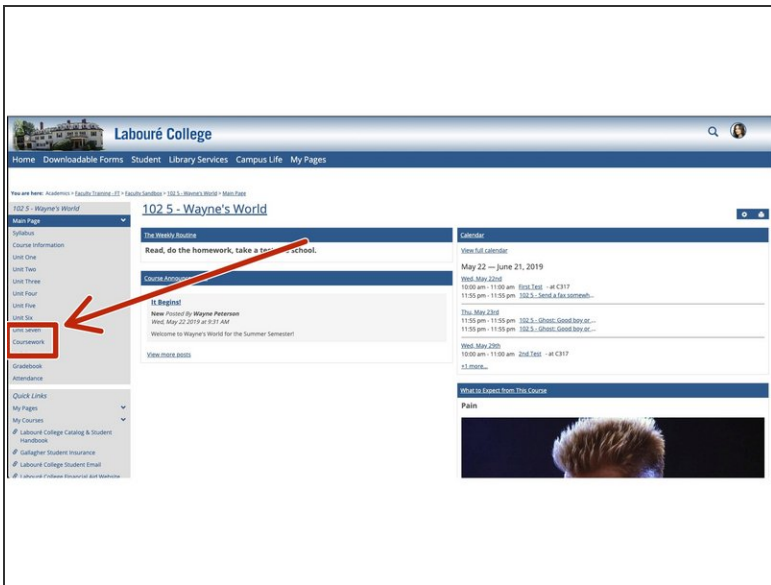 Labouré College
Home Downloadable Forms Student Library Services Campus Life My Pages
You are here: Academics > Faculty Training - FT > Faculty Sandbox > 102 5 - Wayne's World > Main Page
102 5 - Wayne's World
Main Page
Syllabus
Course Information
Unit One
Unit Two
Unit Three
Unit Four
Unit Five
Unit Six
Unit Seven
Coursework
Gradebook
Attendance
Quick Links
My Pages
My Courses
Labouré College Catalog & Student
Handbook
Gallagher Student Insurance
Labouré College Student Email
Labouré College Financial Aid Website
102 5 - Wayne's World
The Weekly Routine
Read, do the homework, take a school.
Course
It Begins!
New Posted By Wayne Peterson
Wed, May 22 2019 at 9:31 AM
Welcome to Wayne's World for the Summer Semester!
View more posts
Calendar
View full calendar
May 22 — June 21, 2019
Wed, May 22nd
10:00 am - 11:00 am First Test - at C317
11:55 pm - 11:55 pm 102 5 - Send a fax somewh...
Thu, May 23rd
11:55 pm - 11:55 pm 102 5 - Ghost: Good boy or ...
11:55 pm - 11:55 pm 102 5 - Ghost: Good boy or ...
Wed, May 29th
10:00 am - 11:00 am 2nd Test - at C317
+1 more...
What to Expect from This Course
Pain